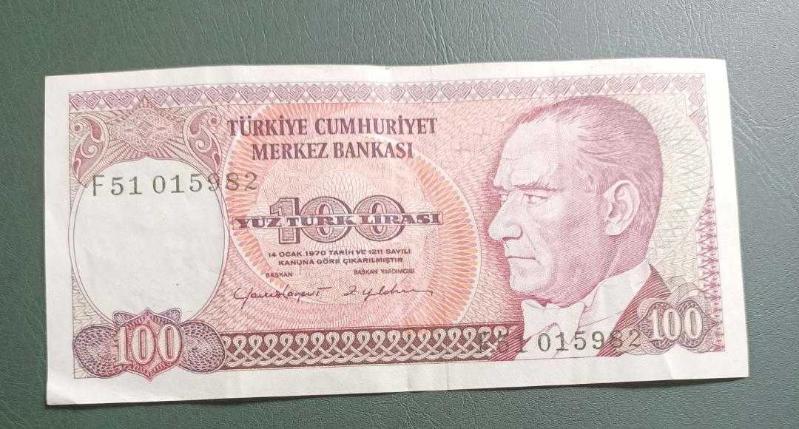 TÜRKİYE CUMHURİYET
MERKEZ BANKASI
F51 015982
100
YÜZ TÜRK LİRASI
14 OCAK 1970 TARİH VE 1211 SAYILI
KANUNA GÖRE ÇIKARILMIŞTIR
BAŞKAN BAŞKAN YARDIMCISI
F51 015982
100
100